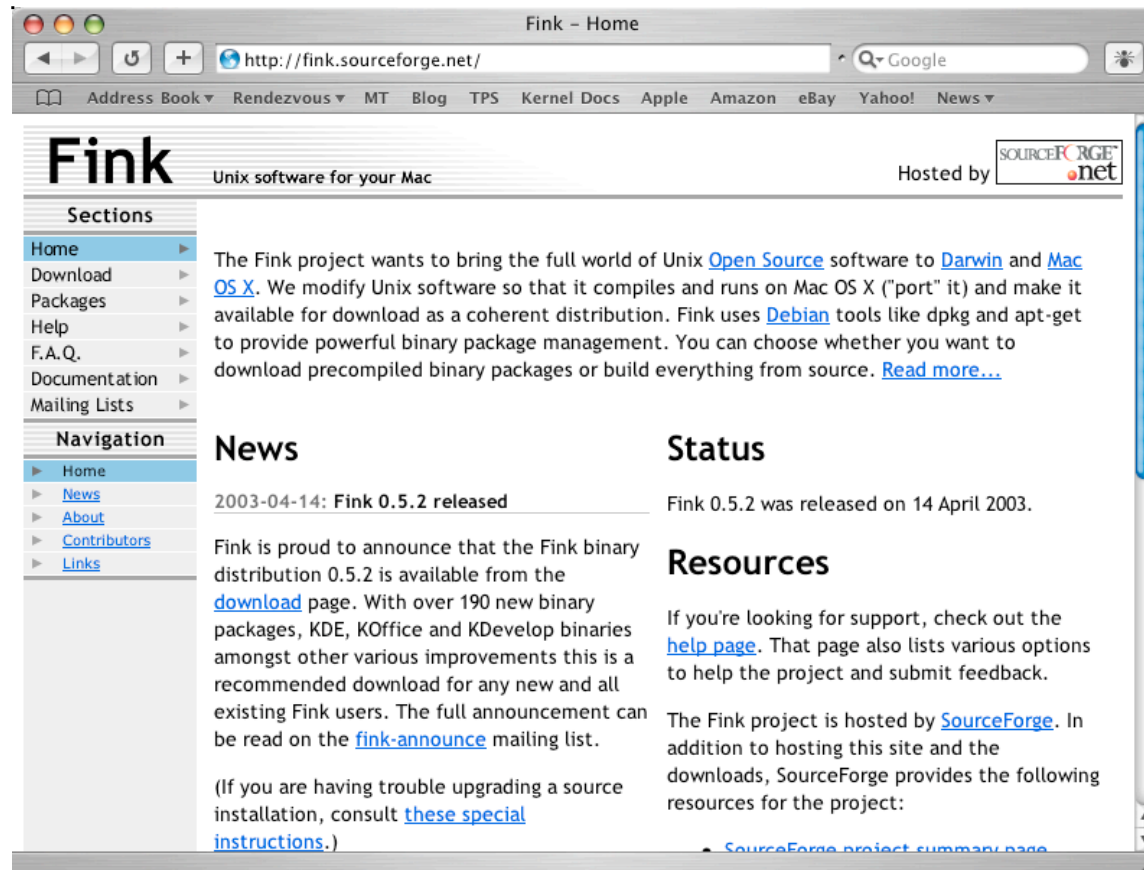 Fink – Home
http://fink.sourceforge.net/
Google
Address Book Rendezvous MT Blog TPS Kernel Docs Apple Amazon eBay Yahoo! News
Fink
Unix software for your Mac
Hosted by
SOURCEFORGE
.net
Sections
Home
Download
Packages
Help
F.A.Q.
Documentation
Mailing Lists
Navigation
Home
News
About
Contributors
Links
The Fink project wants to bring the full world of Unix Open Source software to Darwin and Mac
OS X. We modify Unix software so that it compiles and runs on Mac OS X ("port" it) and make it
available for download as a coherent distribution. Fink uses Debian tools like dpkg and apt-get
to provide powerful binary package management. You can choose whether you want to
download precompiled binary packages or build everything from source. Read more...
News
2003-04-14: Fink 0.5.2 released
Fink is proud to announce that the Fink binary
distribution 0.5.2 is available from the
download page. With over 190 new binary
packages, KDE, KOffice and KDevelop binaries
amongst other various improvements this is a
recommended download for any new and all
existing Fink users. The full announcement can
be read on the fink-announce mailing list.
(If you are having trouble upgrading a source
installation, consult these special
instructions.)
Status
Fink 0.5.2 was released on 14 April 2003.
Resources
If you're looking for support, check out the
help page. That page also lists various options
to help the project and submit feedback.
The Fink project is hosted by SourceForge. In
addition to hosting this site and the
downloads, SourceForge provides the following
resources for the project:
SourceForge project summary page